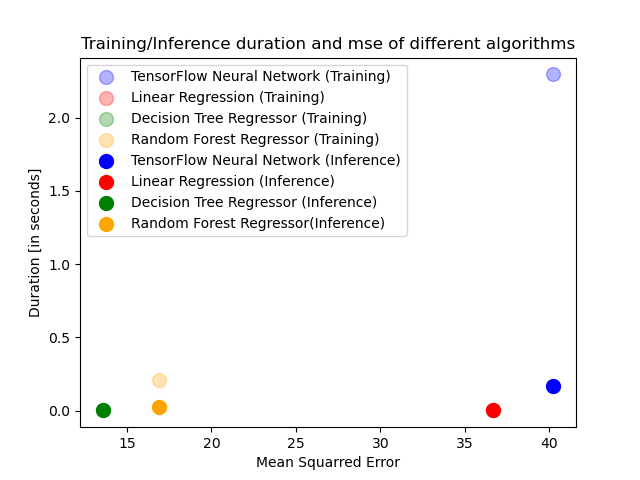 Training/Inference duration and mse of different algorithms
TensorFlow Neural Network (Training)
Linear Regression (Training)
Decision Tree Regressor (Training)
Random Forest Regressor (Training)
TensorFlow Neural Network (Inference)
Linear Regression (Inference)
Decision Tree Regressor (Inference)
Random Forest Regressor(Inference)
Duration [in seconds]
2.0
1.5
1.0
0.5
0.0
15 20 25 30 35 40
Mean Squarred Error